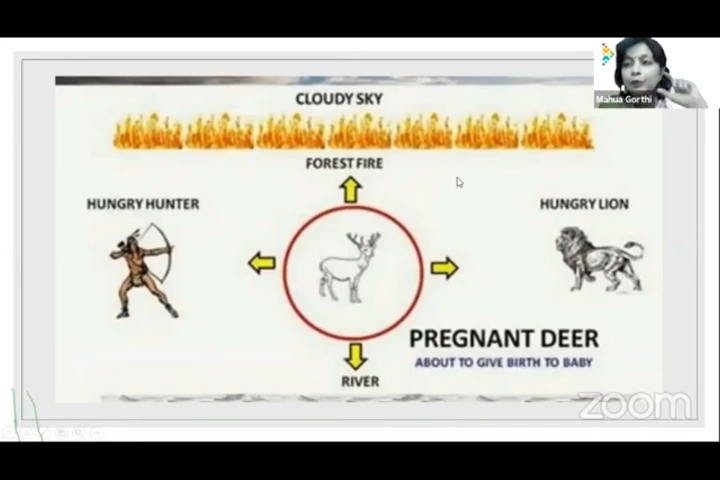 CLOUDY SKY
Mahua Gorthi
FOREST FIRE
HUNGRY HUNTER
HUNGRY LION
PREGNANT DEER
ABOUT TO GIVE BIRTH TO BABY
RIVER
zoom